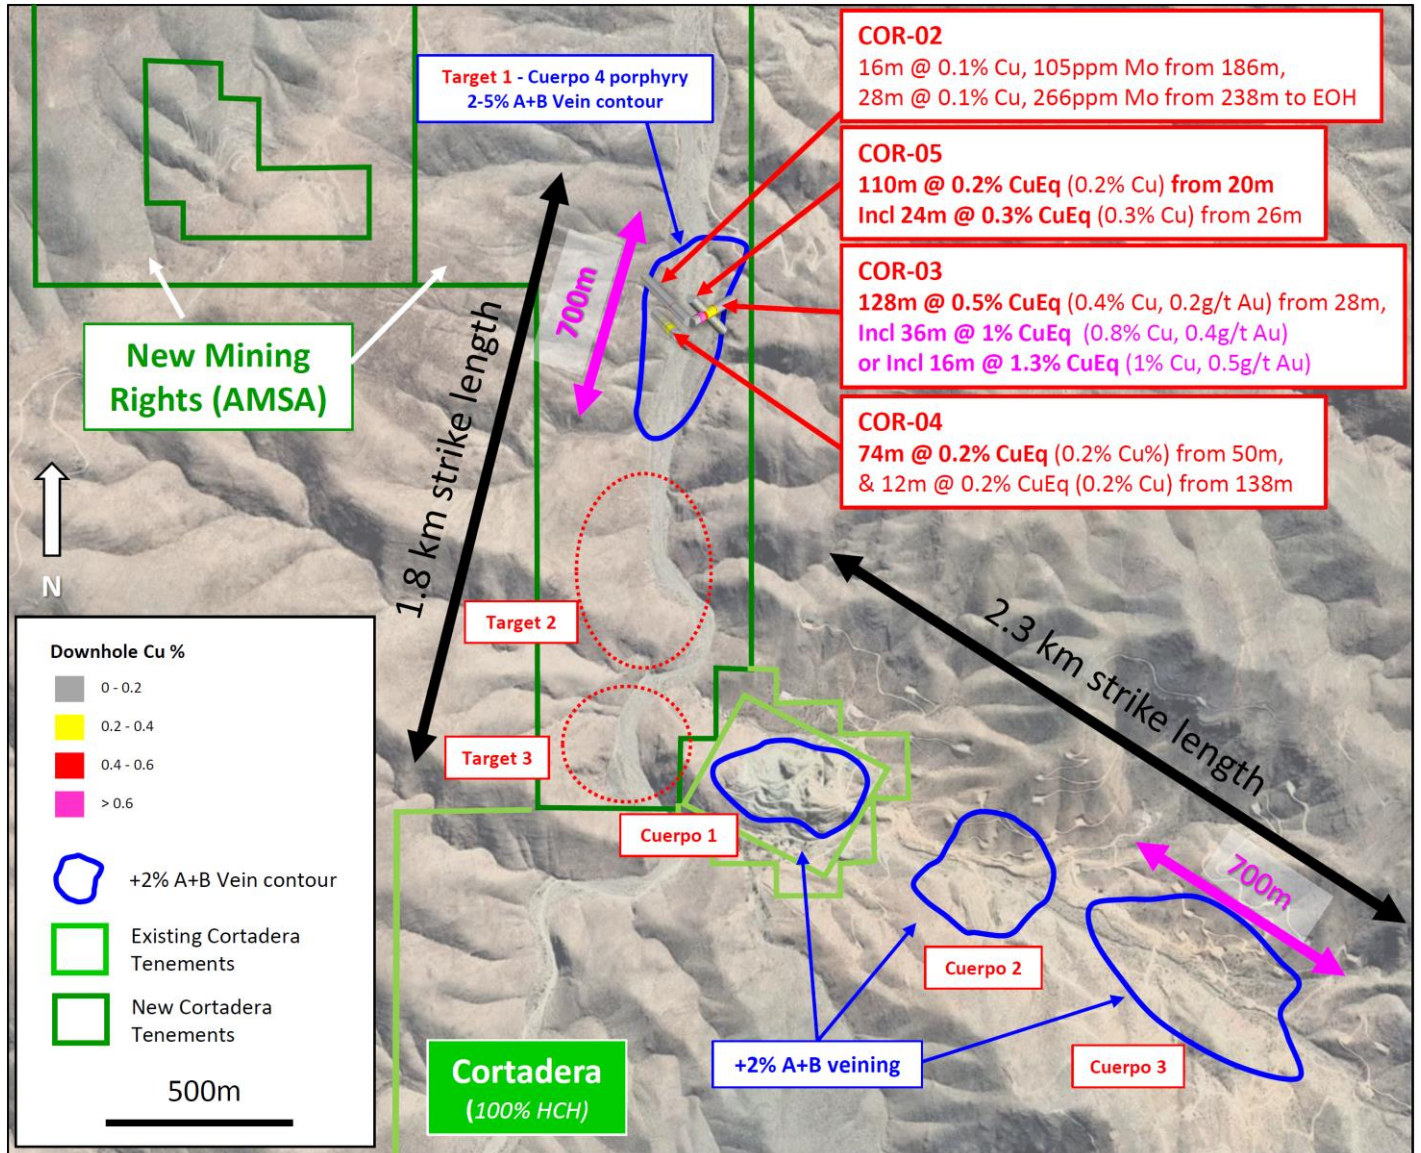 Target 1 - Cuerpo 4 porphyry
2-5% A+B Vein contour
COR-02
16m @ 0.1% Cu, 105ppm Mo from 186m,
28m @ 0.1% Cu, 266ppm Mo from 238m to EOH
COR-05
110m @ 0.2% CuEq (0.2% Cu) from 20m
Incl 24m @ 0.3% CuEq (0.3% Cu) from 26m
COR-03
128m @ 0.5% CuEq (0.4% Cu, 0.2g/t Au) from 28m,
Incl 36m @ 1% CuEq (0.8% Cu, 0.4g/t Au)
or Incl 16m @ 1.3% CuEq (1% Cu, 0.5g/t Au)
COR-04
74m @ 0.2% CuEq (0.2% Cu%) from 50m,
& 12m @ 0.2% CuEq (0.2% Cu) from 138m
700m
New Mining
Rights (AMSA)
1.8 km strike length
N
2.3 km strike length
Target 2
Target 3
Cuerpo 1
700m
Cuerpo 2
Cuerpo 3
+2% A+B veining
Cortadera
(100% HCH)
Downhole Cu %
0 - 0.2
0.2 - 0.4
0.4 - 0.6
> 0.6
+2% A+B Vein contour
Existing Cortadera
Tenements
New Cortadera
Tenements
500m